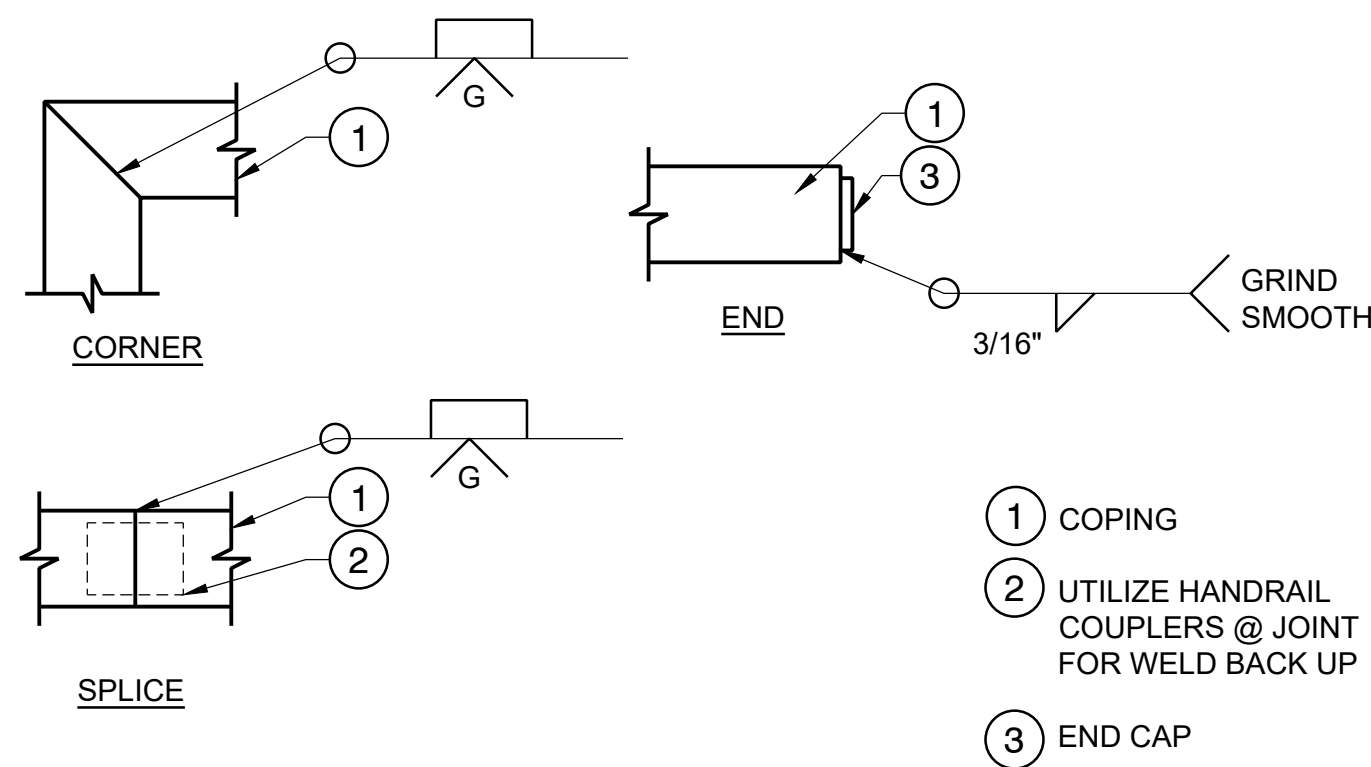 G
1
CORNER
1
3
END
3/16"
GRIND
SMOOTH
G
1
2
SPLICE
1 COPING
2 UTILIZE HANDRAIL
COUPLERS @ JOINT
FOR WELD BACK UP
3 END CAP